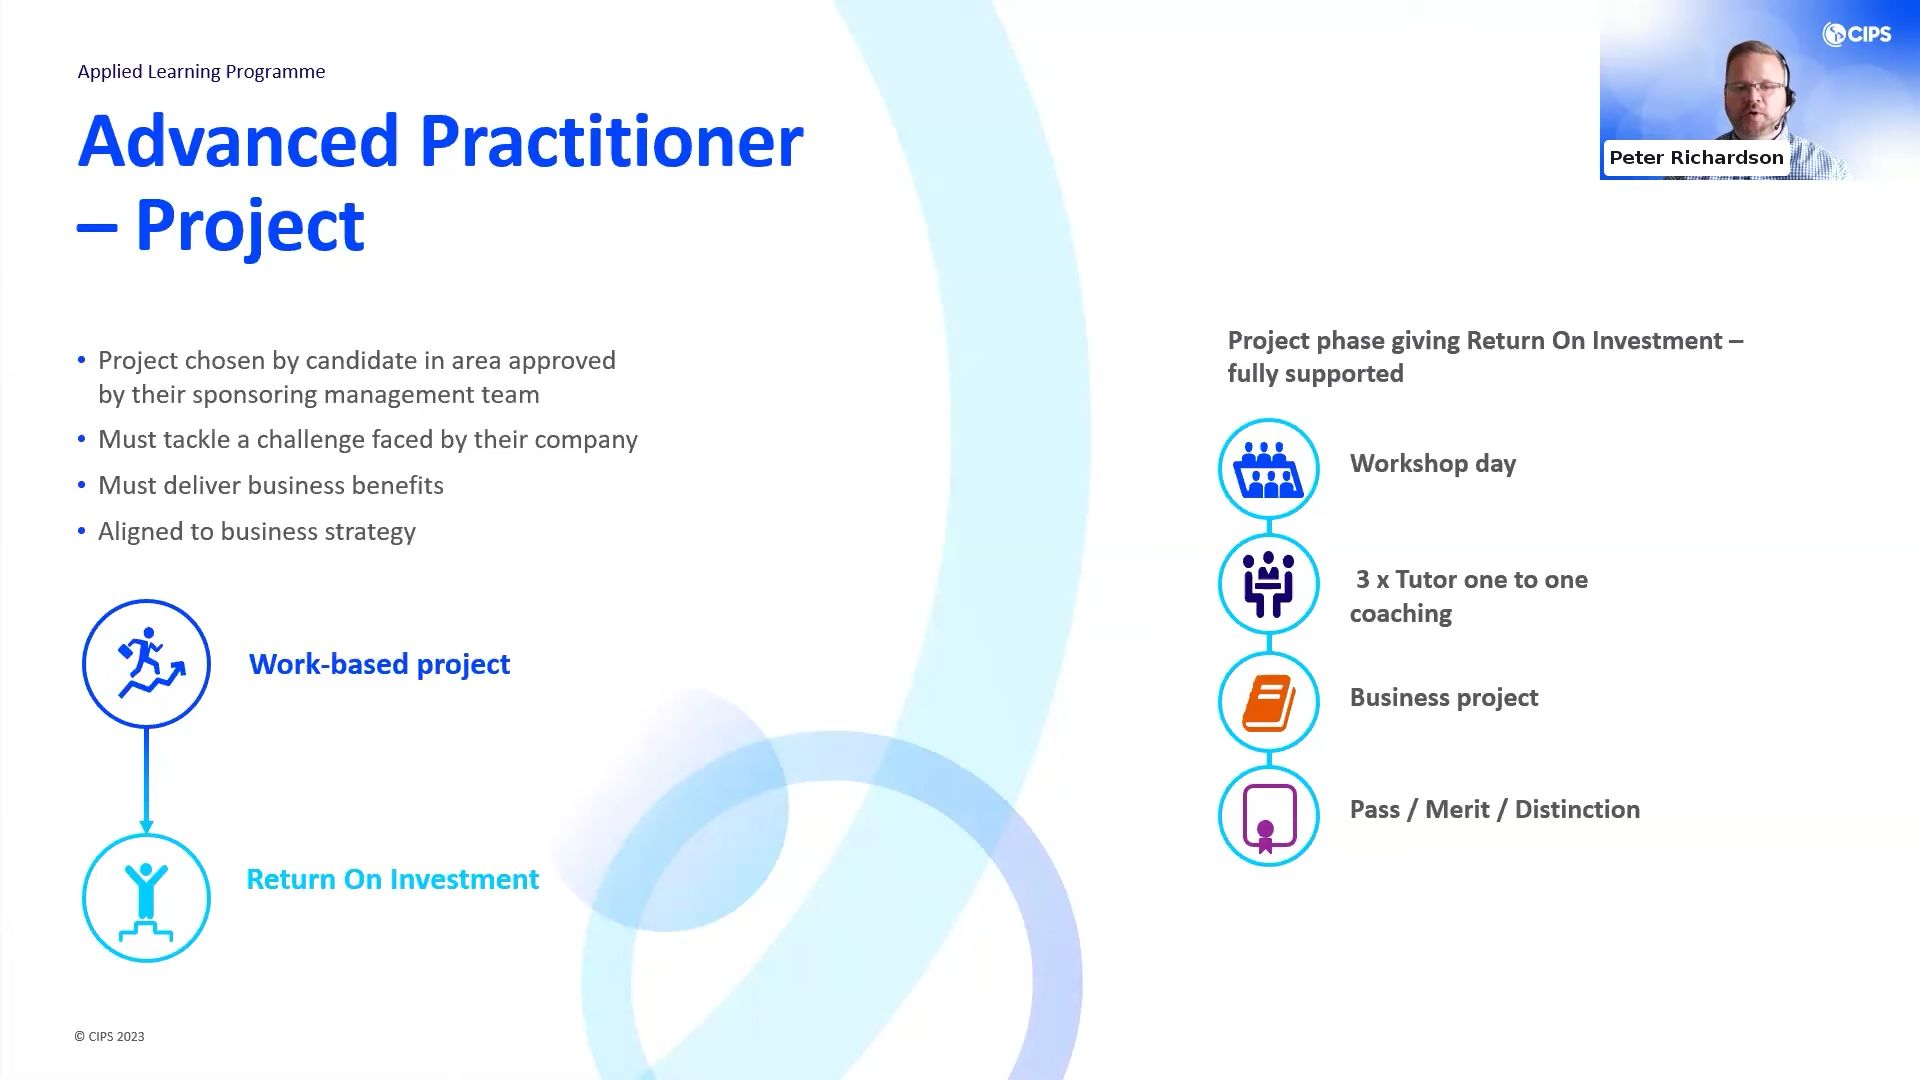 Applied Learning Programme
Advanced Practitioner
– Project
• Project chosen by candidate in area approved
by their sponsoring management team
• Must tackle a challenge faced by their company
• Must deliver business benefits
• Aligned to business strategy
Work-based project
Return On Investment
© CIPS 2023
CIPS
Peter Richardson
Project phase giving Return On Investment –
fully supported
Workshop day
3 x Tutor one to one
coaching
Business project
Pass / Merit / Distinction